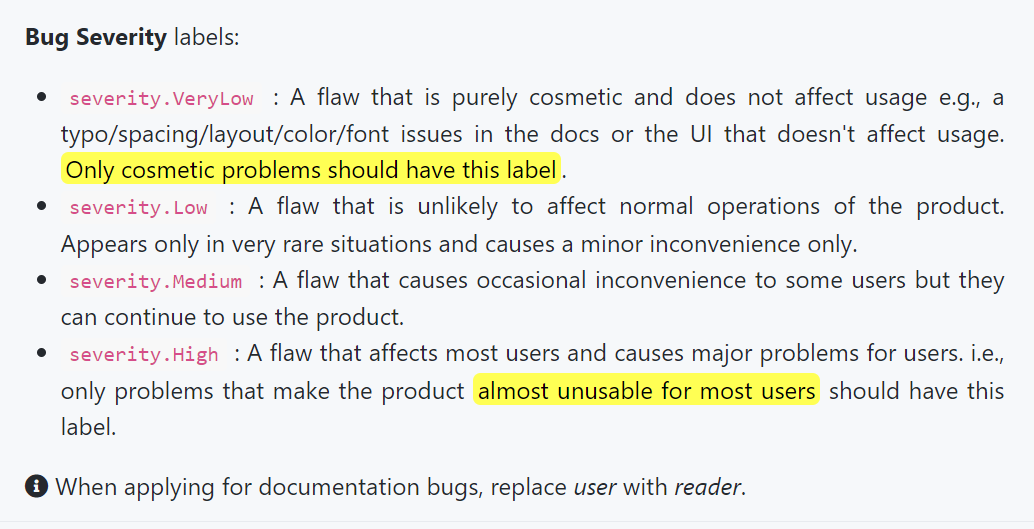 Bug Severity labels:
severity.VeryLow : A flaw that is purely cosmetic and does not affect usage e.g., a
typo/spacing/layout/color/font issues in the docs or the UI that doesn't affect usage.
Only cosmetic problems should have this label.
severity.Low : A flaw that is unlikely to affect normal operations of the product.
Appears only in very rare situations and causes a minor inconvenience only.
severity.Medium : A flaw that causes occasional inconvenience to some users but they
can continue to use the product.
severity.High : A flaw that affects most users and causes major problems for users. i.e.,
only problems that make the product almost unusable for most users should have this
label.
When applying for documentation bugs, replace user with reader.